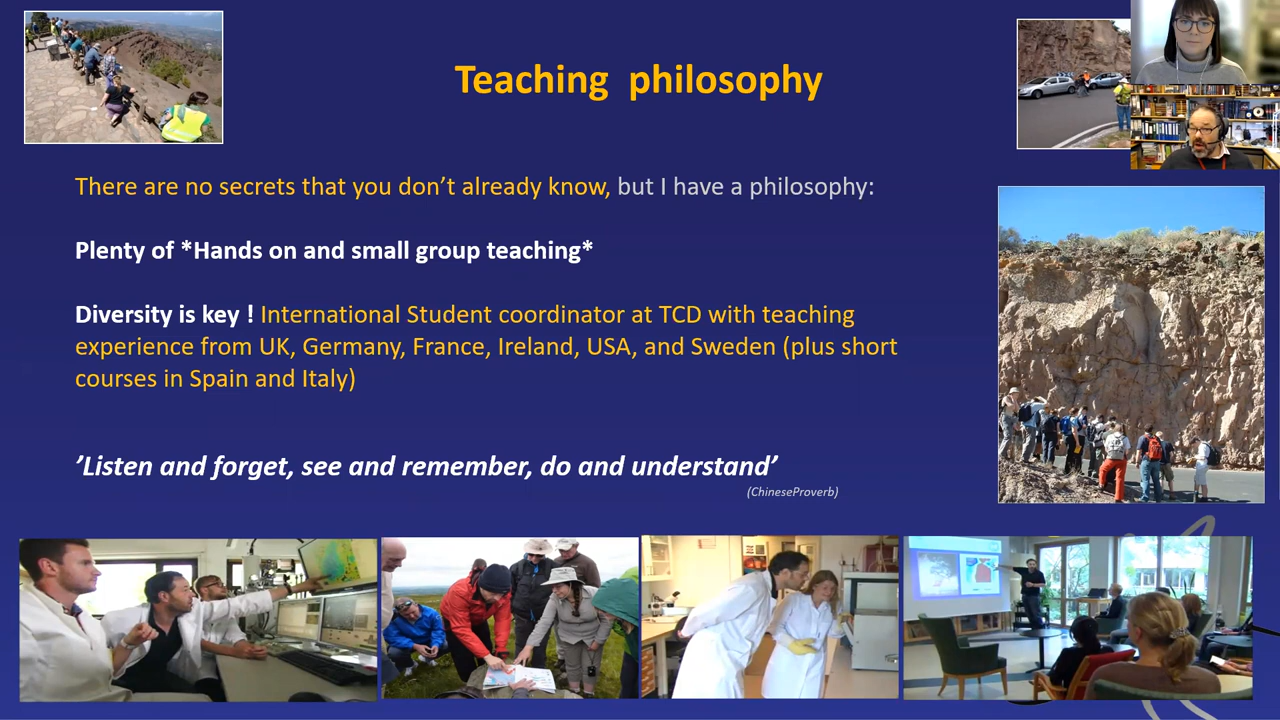 Teaching philosophy
There are no secrets that you don't already know, but I have a philosophy:
Plenty of *Hands on and small group teaching*
Diversity is key ! International Student coordinator at TCD with teaching
experience from UK, Germany, France, Ireland, USA, and Sweden (plus short
courses in Spain and Italy)
’Listen and forget, see and remember, do and understand’
(ChineseProverb)